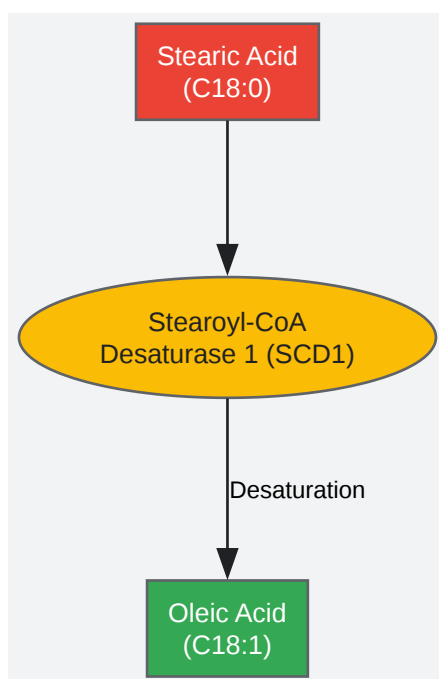 Stearic Acid
(C18:0)
Stearoyl-CoA
Desaturase 1 (SCD1)
Desaturation
Oleic Acid
(C18:1)